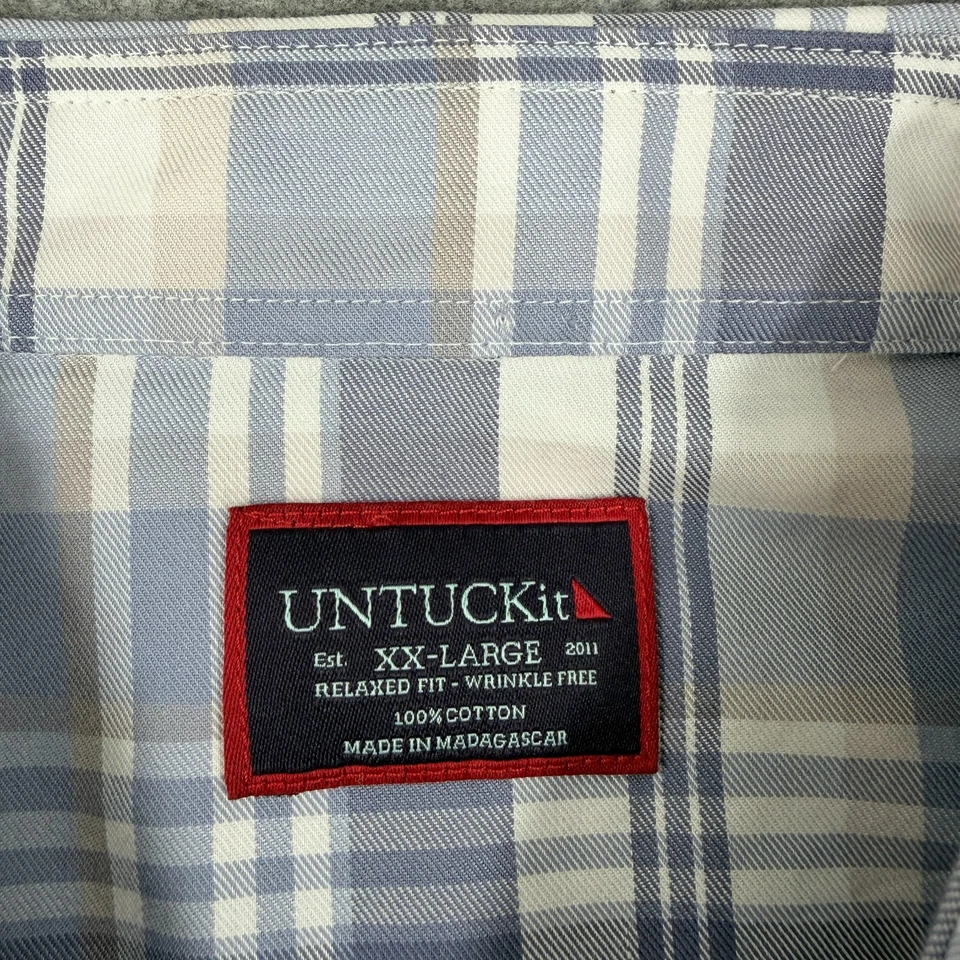 UNTUCKit
Est. XX-LARGE 2011
RELAXED FIT - WRINKLE FREE
100% COTTON
MADE IN MADAGASCAR